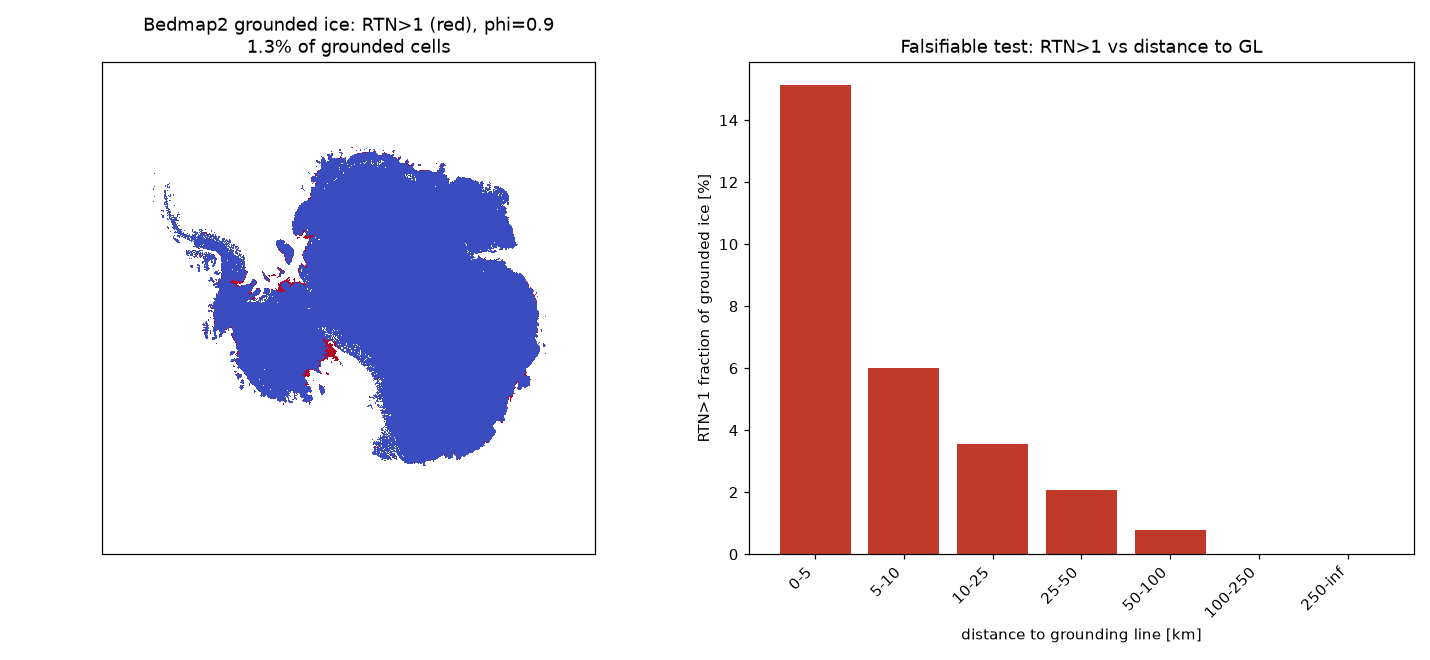 Bedmap2 grounded ice: RTN>1 (red), phi=0.9
1.3% of grounded cells
Falsifiable test: RTN>1 vs distance to GL
RTN>1 fraction of grounded ice [%]
14
12
10
8
6
4
2
0
0-5
5-10
10-25
25-50
50-100
100-250
250-inf
distance to grounding line [km]